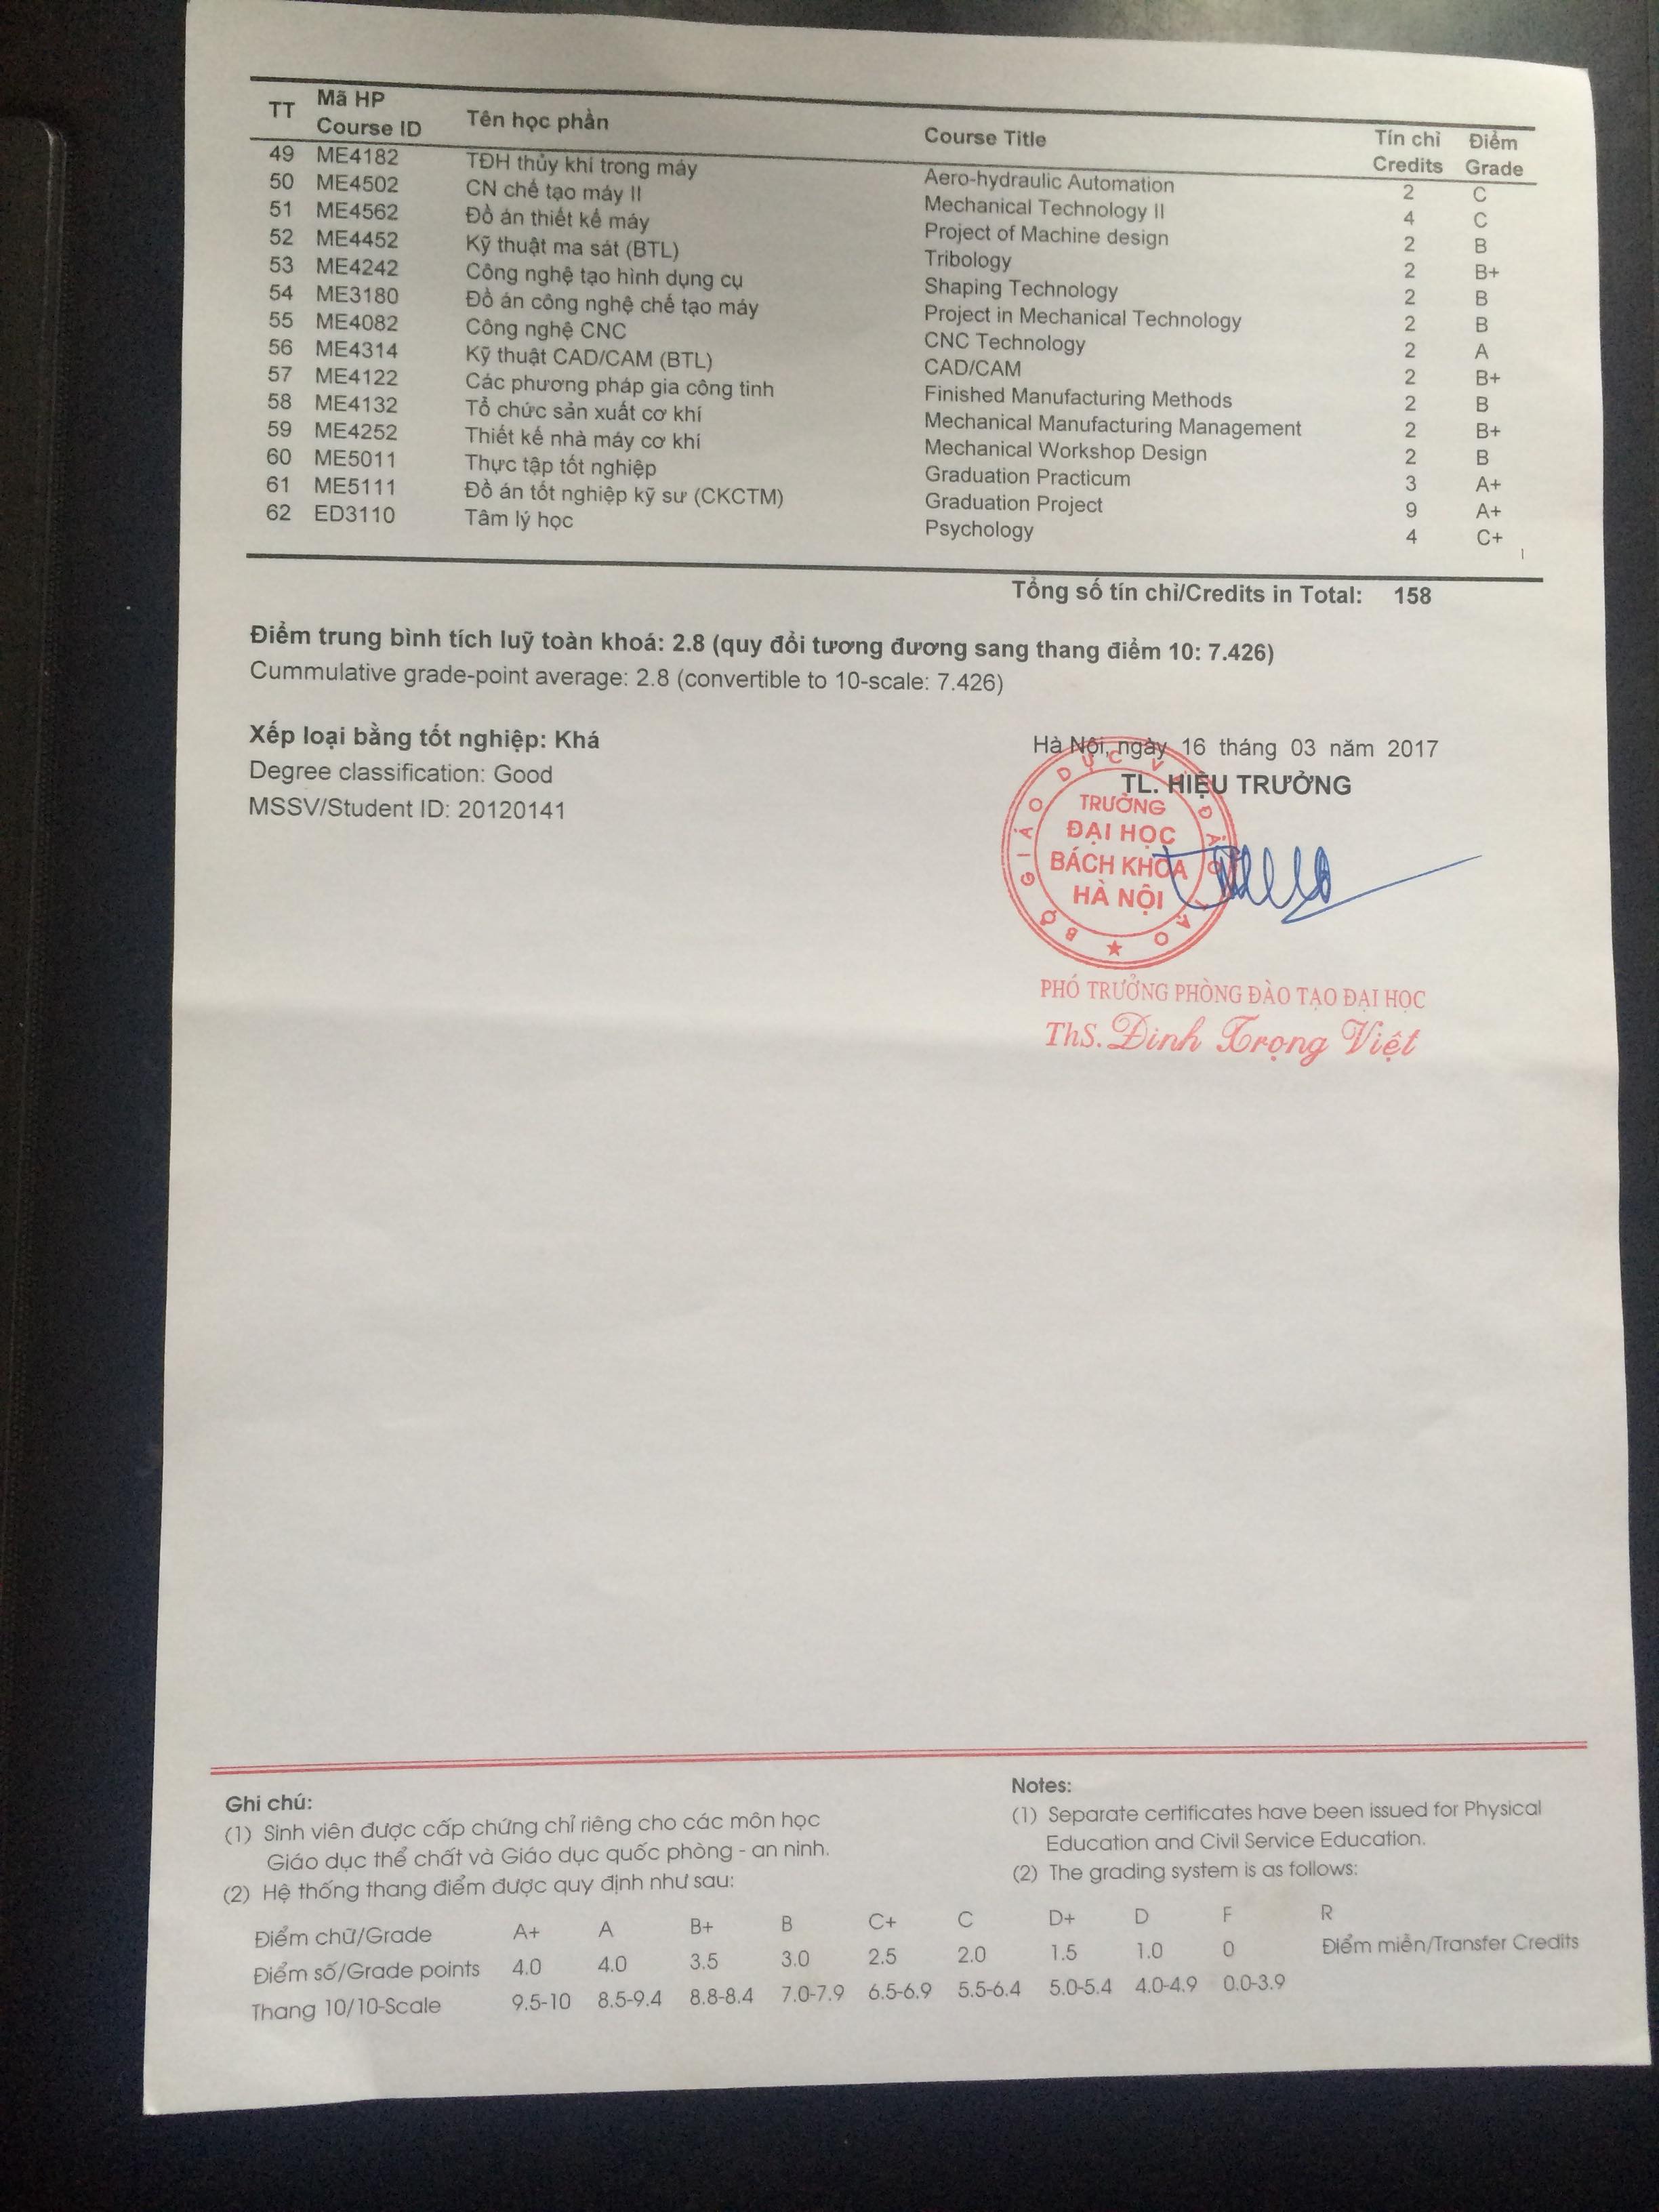 TT Mã HP Tên học phần Course Title Tín chỉ Điểm
Course ID Credits Grade
49 ME4182 TĐH thủy khí trong máy Aero-hydraulic Automation 2 C
50 ME4502 CN chế tạo máy II Mechanical Technology II 4 C
51 ME4562 Đồ án thiết kế máy Project of Machine design 2 B
52 ME4452 Kỹ thuật ma sát (BTL) Tribology 2 B+
53 ME4242 Công nghệ tạo hình dụng cụ Shaping Technology 2 B
54 ME3180 Đồ án công nghệ chế tạo máy Project in Mechanical Technology 2 B
55 ME4082 Công nghệ CNC CNC Technology 2 A
56 ME4314 Kỹ thuật CAD/CAM (BTL) CAD/CAM 2 B+
57 ME4122 Các phương pháp gia công tinh Finished Manufacturing Methods 2 B
58 ME4132 Tổ chức sản xuất cơ khí Mechanical Manufacturing Management 2 B+
59 ME4252 Thiết kế nhà máy cơ khí Mechanical Workshop Design 2 B
60 ME5011 Thực tập tốt nghiệp Graduation Practicum 3 A+
61 ME5111 Đồ án tốt nghiệp kỹ sư (CKCTM) Graduation Project 9 A+
62 ED3110 Tâm lý học Psychology 4 C+
Tổng số tín chỉ/Credits in Total: 158
Điểm trung bình tích luỹ toàn khoá: 2.8 (quy đổi tương đương sang thang điểm 10: 7.426)
Cummulative grade-point average: 2.8 (convertible to 10-scale: 7.426)
Xếp loại bằng tốt nghiệp: Khá
Degree classification: Good
MSSV/Student ID: 20120141
Hà Nội, ngày 16 tháng 03 năm 2017
TL. HIỆU TRƯỞNG
BỘ GIÁO DỤC VÀ ĐÀO TẠO
TRƯỜNG
ĐẠI HỌC
BÁCH KHOA
HÀ NỘI
PHÓ TRƯỞNG PHÒNG ĐÀO TẠO ĐẠI HỌC
ThS. Đinh Trọng Việt
Ghi chú:
(1) Sinh viên được cấp chứng chỉ riêng cho các môn học
Giáo dục thể chất và Giáo dục quốc phòng - an ninh.
(2) Hệ thống thang điểm được quy định như sau:
Notes:
(1) Separate certificates have been issued for Physical
Education and Civil Service Education.
(2) The grading system is as follows:
Điểm chữ/Grade A+ A B+ B C+ C D+ D F R
Điểm số/Grade points 4.0 4.0 3.5 3.0 2.5 2.0 1.5 1.0 0 Điểm miễn/Transfer Credits
Thang 10/10-Scale 9.5-10 8.5-9.4 8.8-8.4 7.0-7.9 6.5-6.9 5.5-6.4 5.0-5.4 4.0-4.9 0.0-3.9